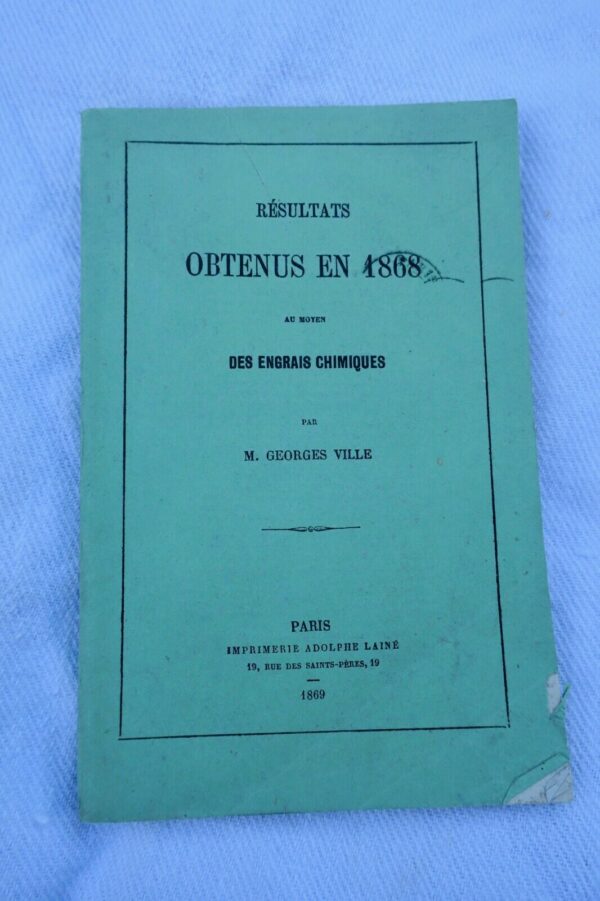 RÉSULTATS
OBTENUS EN 1868
AU MOYEN
DES ENGRAIS CHIMIQUES
PAR
M. GEORGES VILLE
PARIS
IMPRIMERIE ADOLPHE LAINÉ
19, RUE DES SAINTS-PÈRES, 19
1869